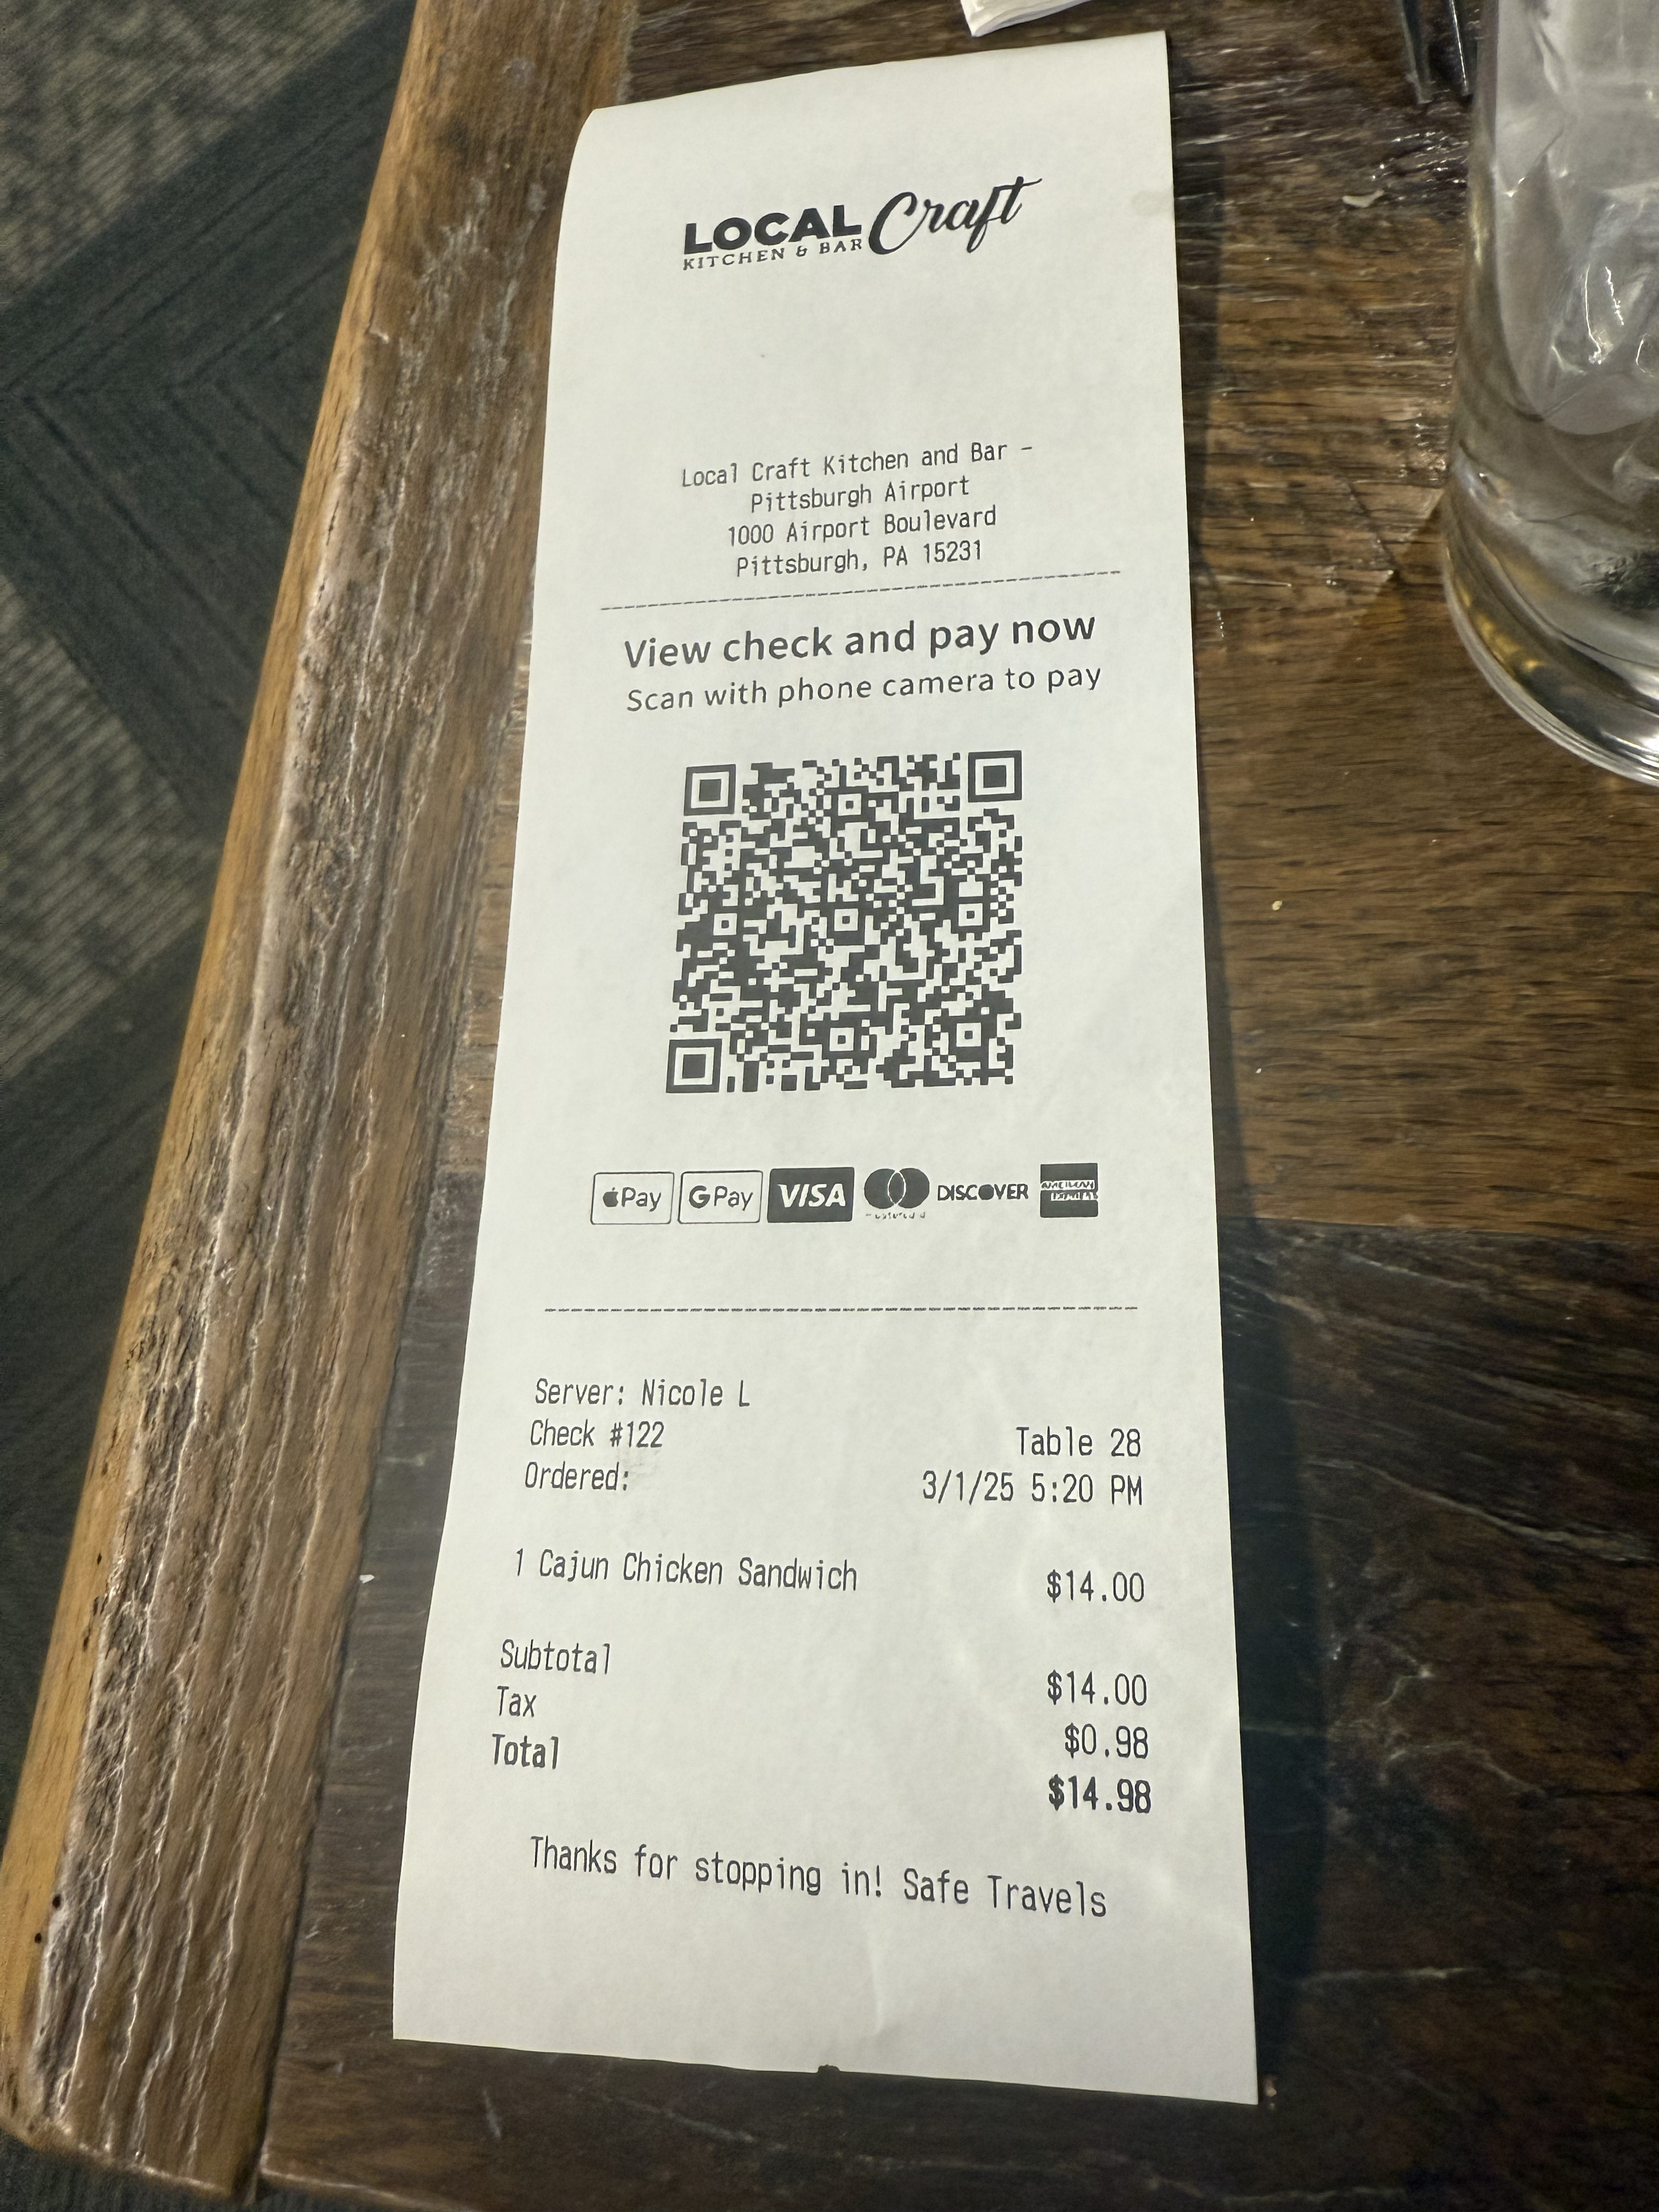 LOCAL Craft
KITCHEN & BAR
Local Craft Kitchen and Bar -
Pittsburgh Airport
1000 Airport Boulevard
Pittsburgh, PA 15231
View check and pay now
Scan with phone camera to pay
Pay GPay VISA DISCOVER
Server: Nicole L
Check #122 Table 28
Ordered: 3/1/25 5:20 PM
1 Cajun Chicken Sandwich $14.00
Subtotal $14.00
Tax $0.98
Total $14.98
Thanks for stopping in! Safe Travels